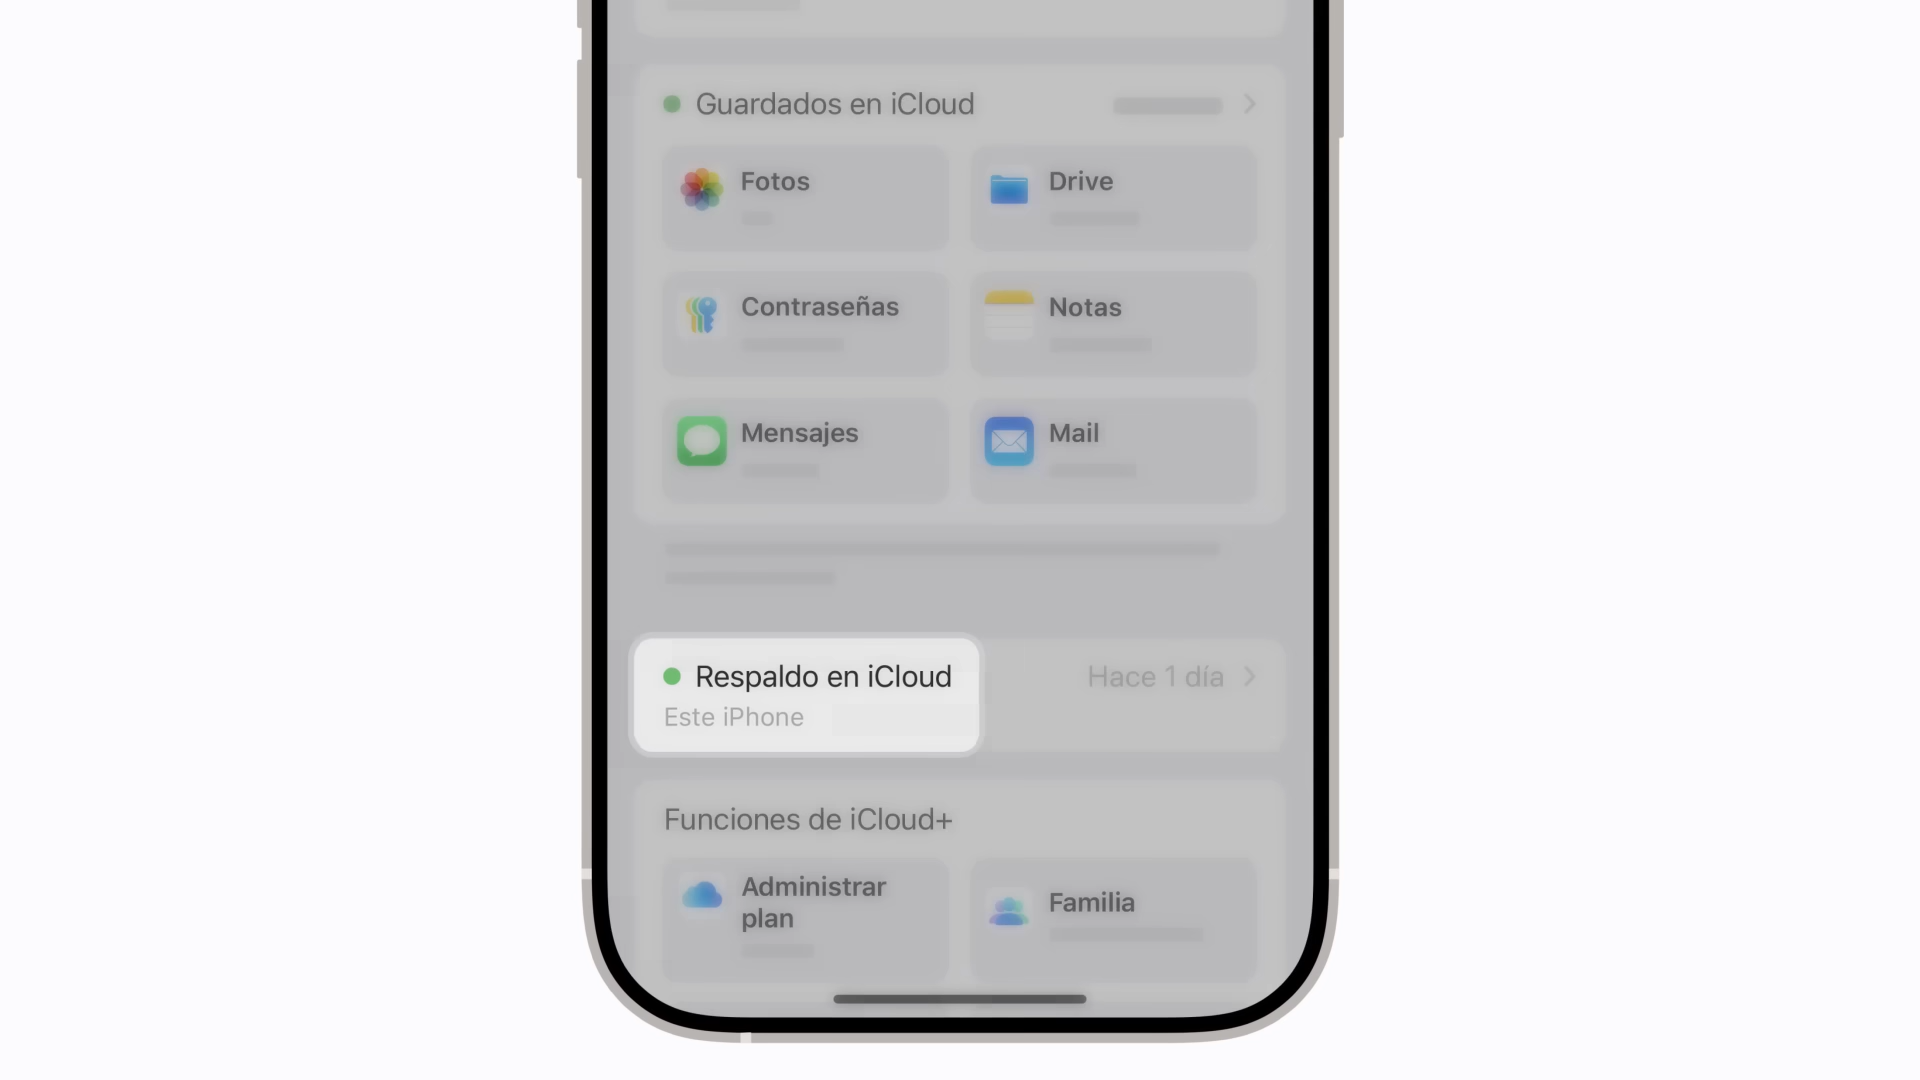 Guardados en iCloud
Fotos
Drive
Contraseñas
Notas
Mensajes
Mail
Respaldo en iCloud
Hace 1 día
Este iPhone
Funciones de iCloud+
Administrar
plan
Familia